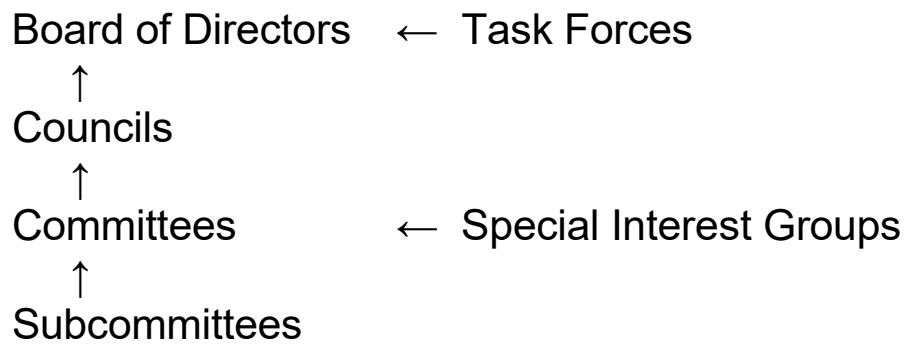 Board of Directors ← Task Forces
↑
Councils
↑
Committees ← Special Interest Groups
↑
Subcommittees